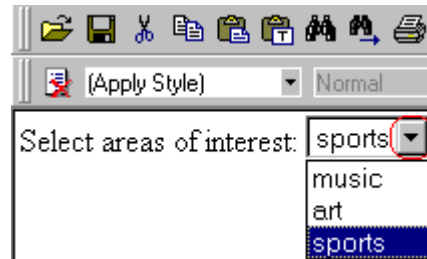 (Apply Style) Normal
Select areas of interest: sports
music
art
sports